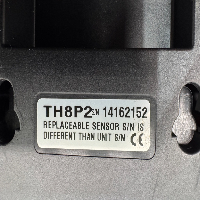 TH8P2 SN 14162152
REPLACEABLE SENSOR S/N IS
DIFFERENT THAN UNIT S/N CE